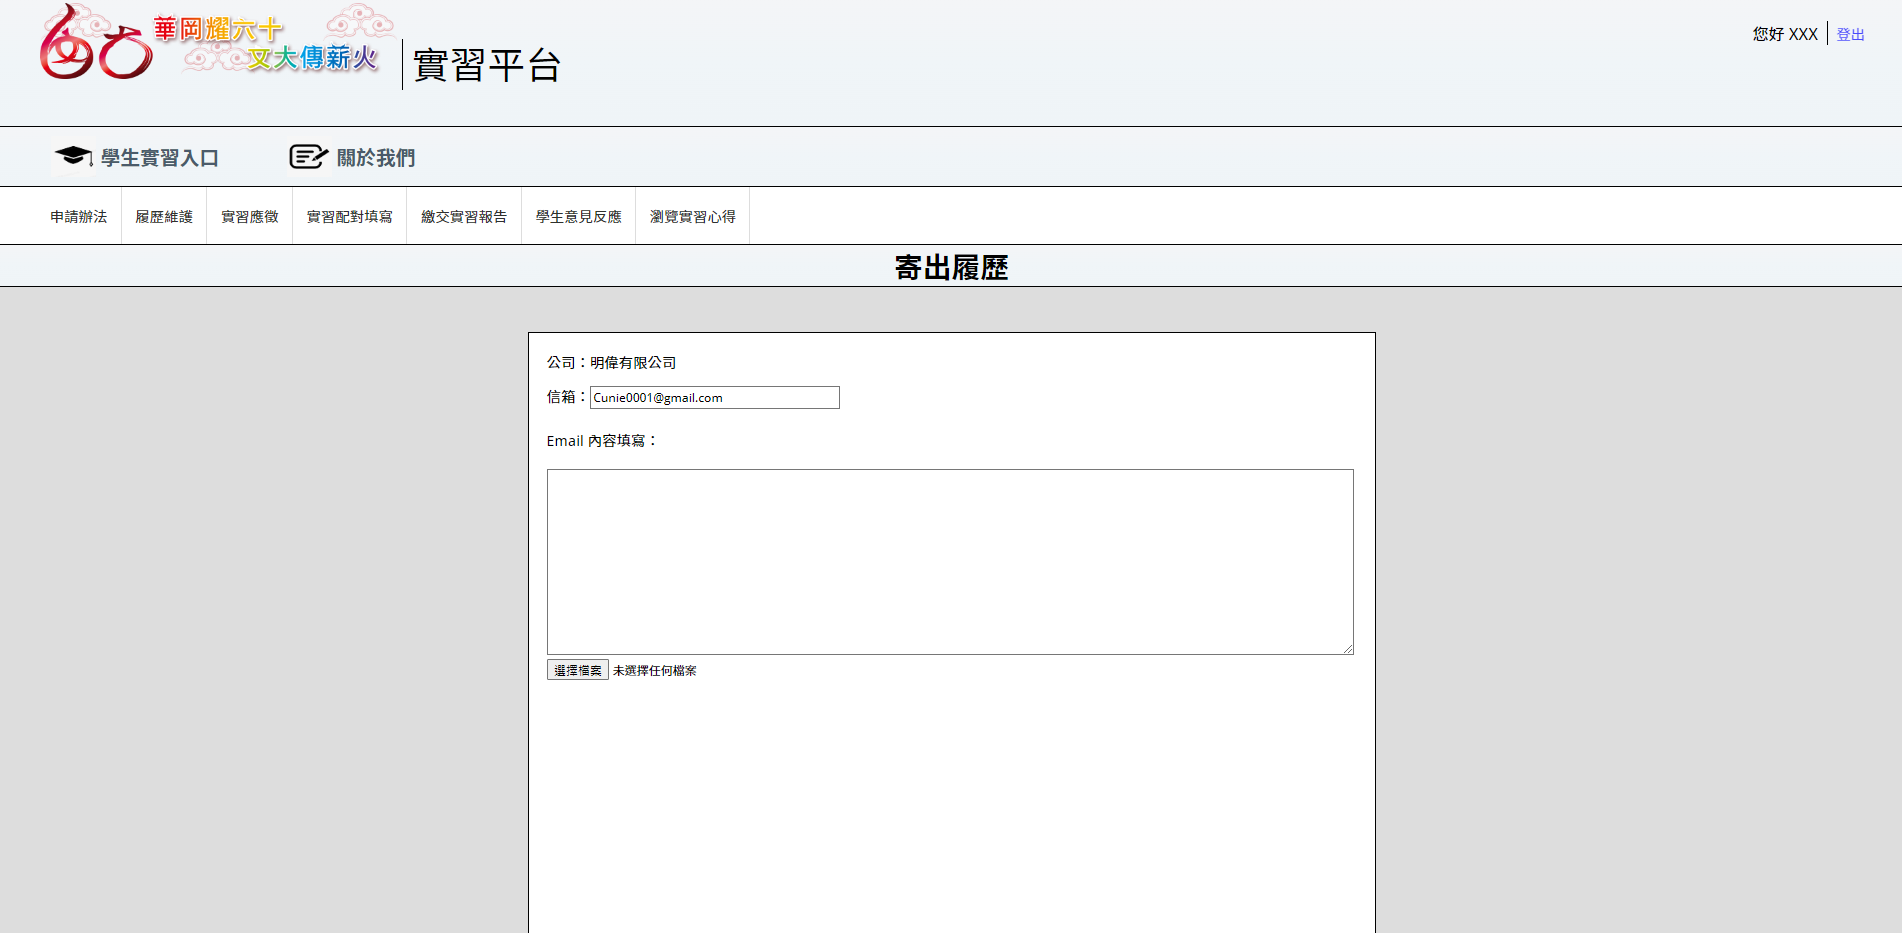 華岡耀六十
文大傳薪火
實習平台
您好 XXX
登出
學生實習入口
關於我們
申請辦法
履歷維護
實習應徵
實習配對填寫
繳交實習報告
學生意見反應
瀏覽實習心得
寄出履歷
公司：明偉有限公司
信箱：Cunie0001@gmail.com
Email 內容填寫：
選擇檔案 未選擇任何檔案